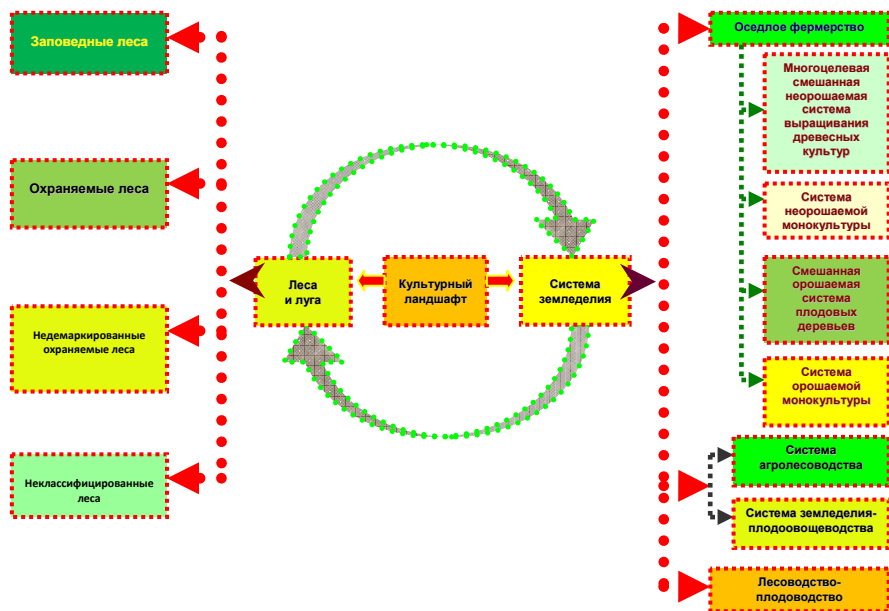 Заповедные леса
Охраняемые леса
Недемаркированные
охраняемые леса
Неклассифицированные
леса
Леса
и луга
Культурный
ландшафт
Система
земледелия
Оседлое фермерство
Многоцелевая
смешанная
неорошаемая
система
выращивания
древесных
культур
Система
неорошаемой
монокультуры
Смешанная
орошаемая
система
плодовых
деревьев
Система
орошаемой
монокультуры
Система
агролесоводства
Система земледелия-
плодоовощеводства
Лесоводство-
плодоводство